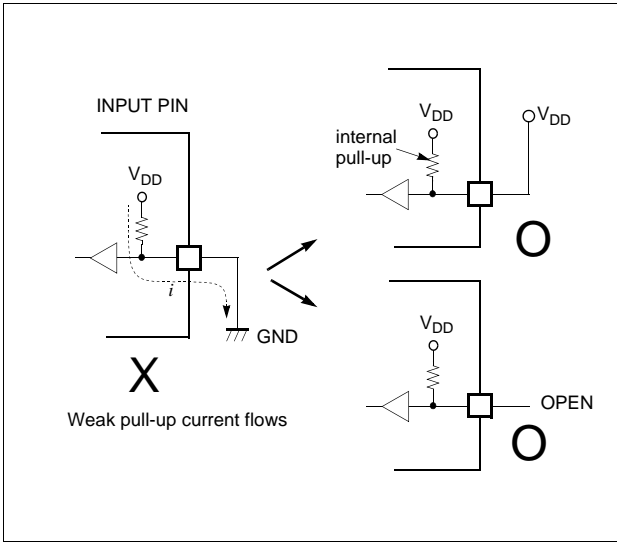 INPUT PIN
VDD
i
GND
X
Weak pull-up current flows
VDD
internal
pull-up
VDD
O
VDD
OPEN
O